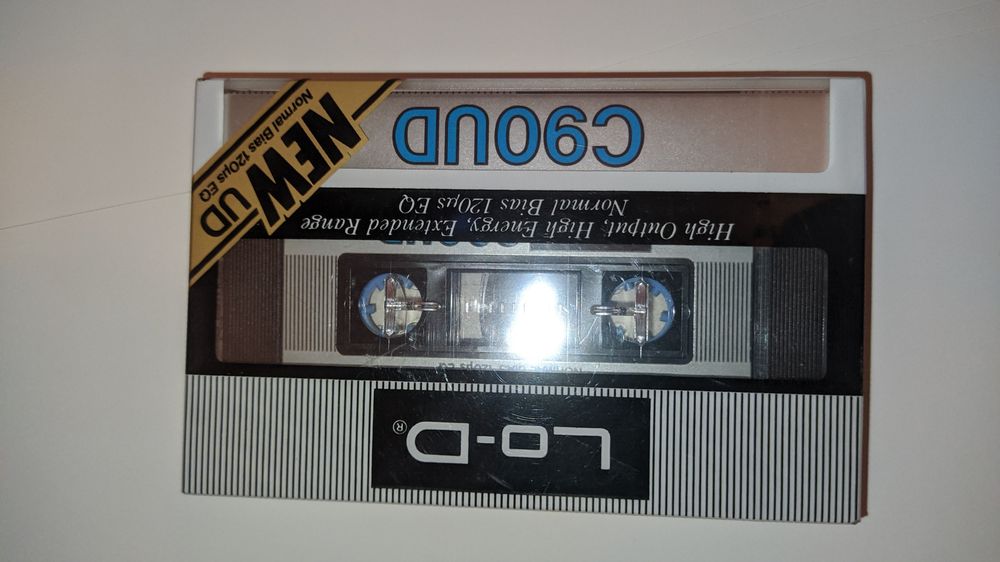 LO-D®
High Output, High Energy, Extended Range
Normal Bias 120μs EQ
C90UD
NEW UD
Normal Bias 120μs EQ